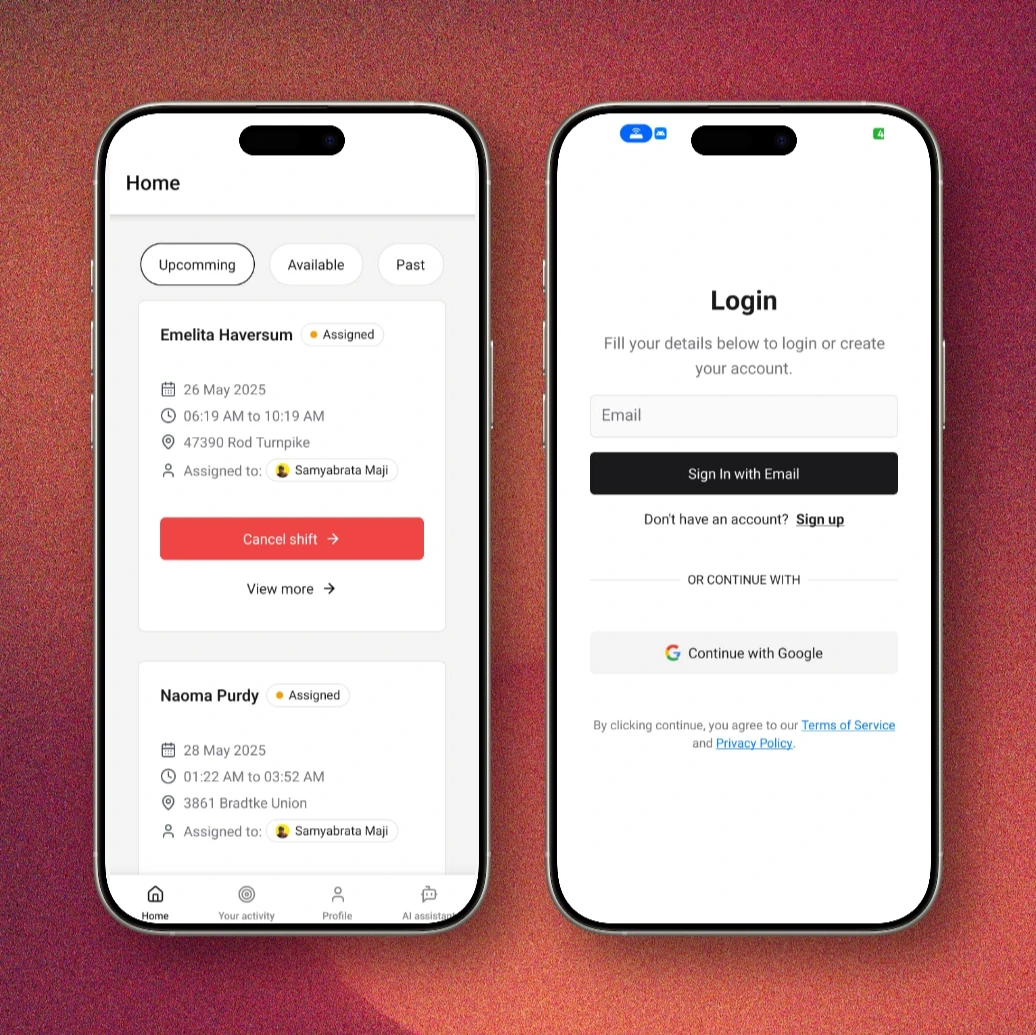 Home
Upcomming
Available
Past
Emelita Haversum
Assigned
26 May 2025
06:19 AM to 10:19 AM
47390 Rod Turnpike
Assigned to: Samyabrata Maji
Cancel shift
View more
Naoma Purdy
Assigned
28 May 2025
01:22 AM to 03:52 AM
3861 Bradtke Union
Assigned to: Samyabrata Maji
Home
Your activity
Profile
AI assistant
4
Login
Fill your details below to login or create
your account.
Email
Sign In with Email
Don't have an account? Sign up
OR CONTINUE WITH
Continue with Google
By clicking continue, you agree to our Terms of Service
and Privacy Policy.